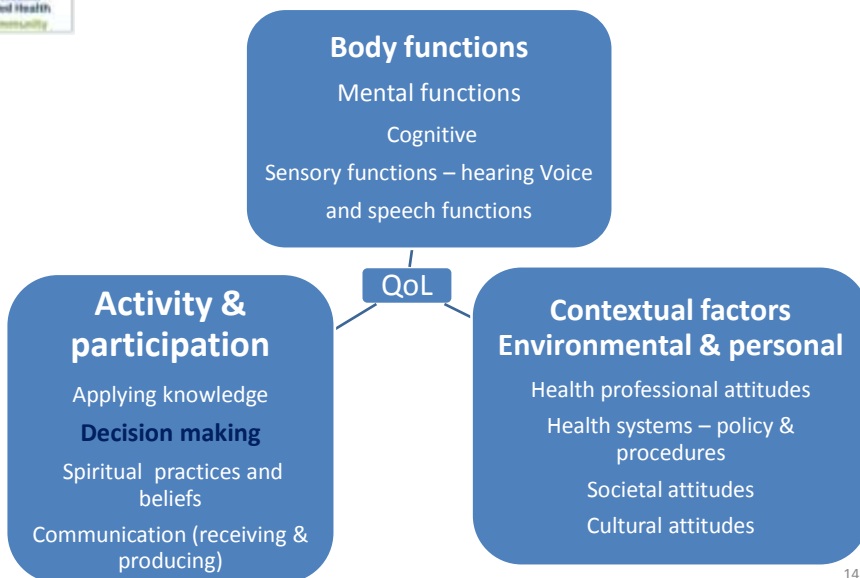 ed Health
Body functions
Mental functions
Cognitive
Sensory functions – hearing Voice
and speech functions
QoL
Activity &
participation
Applying knowledge
Decision making
Spiritual practices and
beliefs
Communication (receiving &
producing)
Contextual factors
Environmental & personal
Health professional attitudes
Health systems – policy &
procedures
Societal attitudes
Cultural attitudes
14